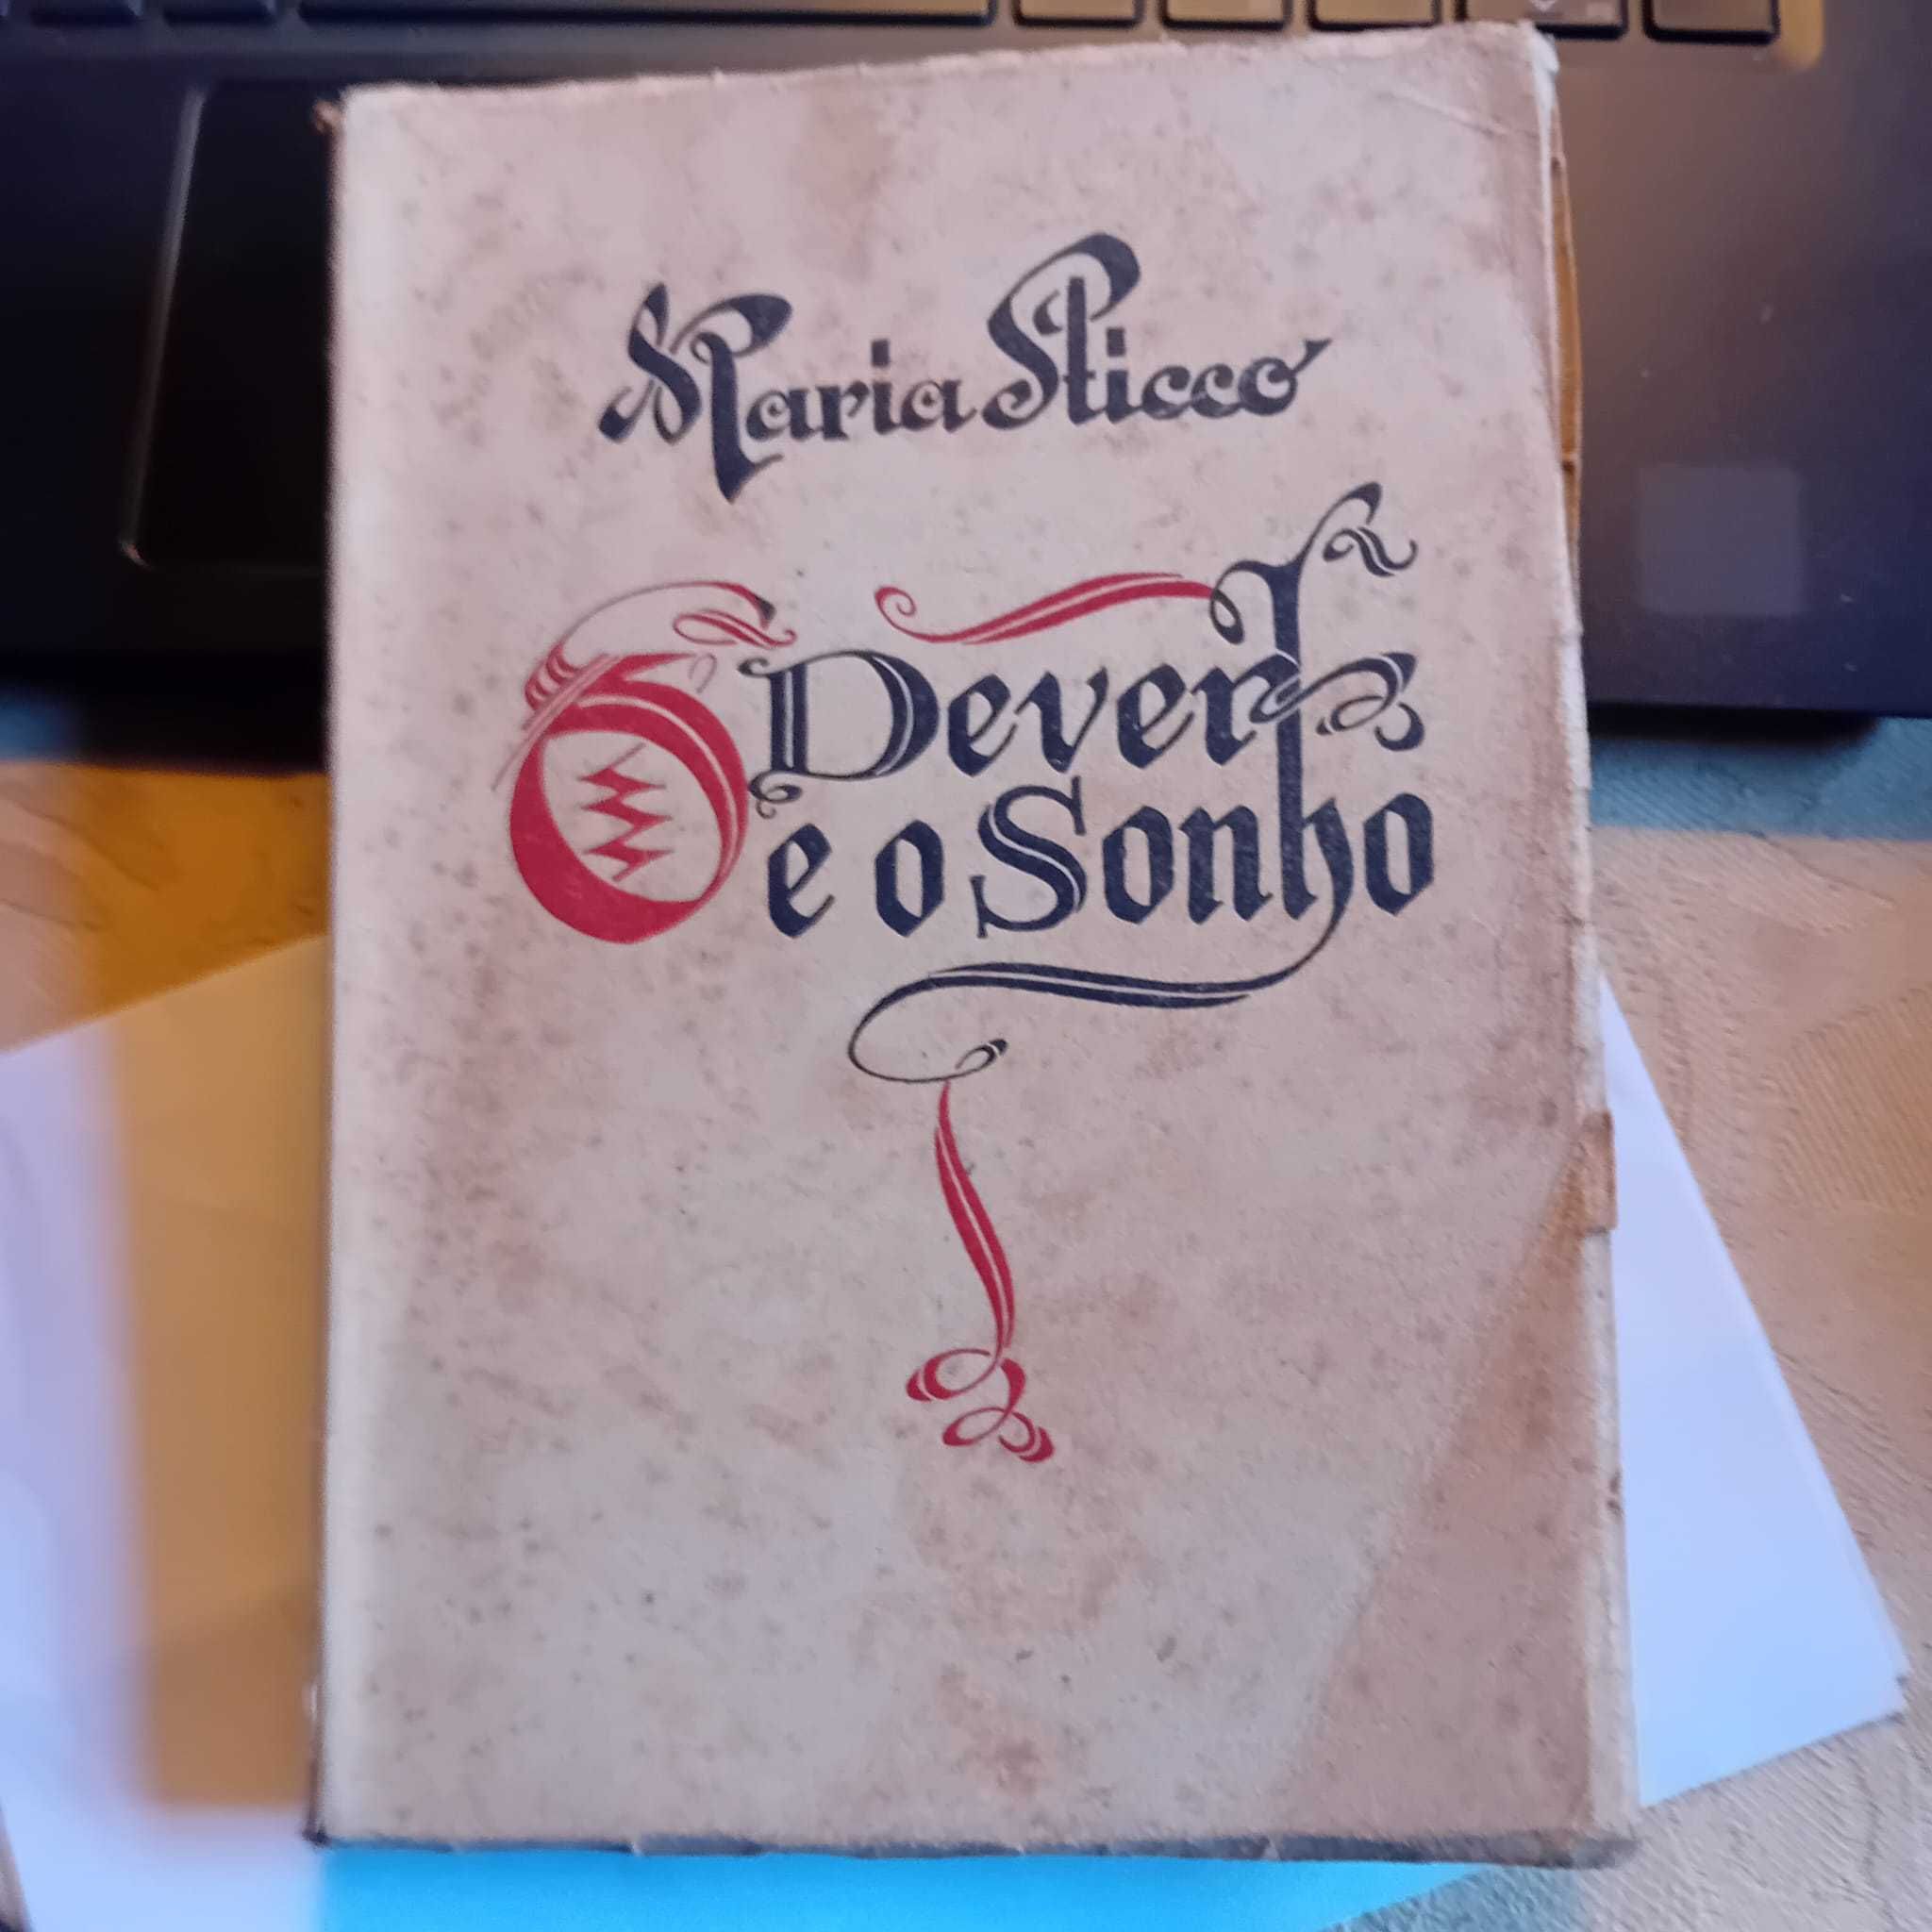 Maria Sticco
O Dever
e o Sonho